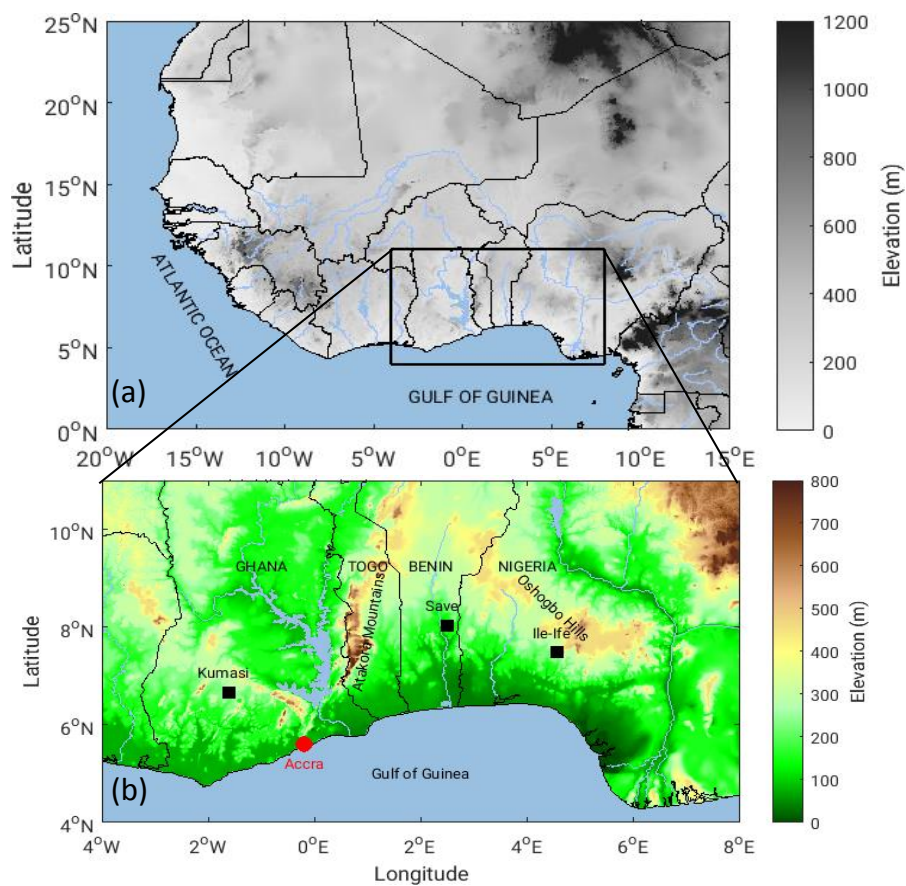 25°N
20°N
15°N
10°N
5°N
0°N
Latitude
ATLANTIC OCEAN
GULF OF GUINEA
(a)
20°W
15°W
10°W
5°W
0°E
5°E
10°E
15°E
1200
1000
800
600
400
200
0
Elevation (m)
10°N
8°N
6°N
4°N
Latitude
GHANA
TOGO
BENIN
NIGERIA
Atakora Mountains
Oshogbo Hills
Save
Ile-Ife
Kumasi
Accra
Gulf of Guinea
(b)
4°W
2°W
0°E
2°E
4°E
6°E
8°E
Longitude
800
700
600
500
400
300
200
100
0
Elevation (m)